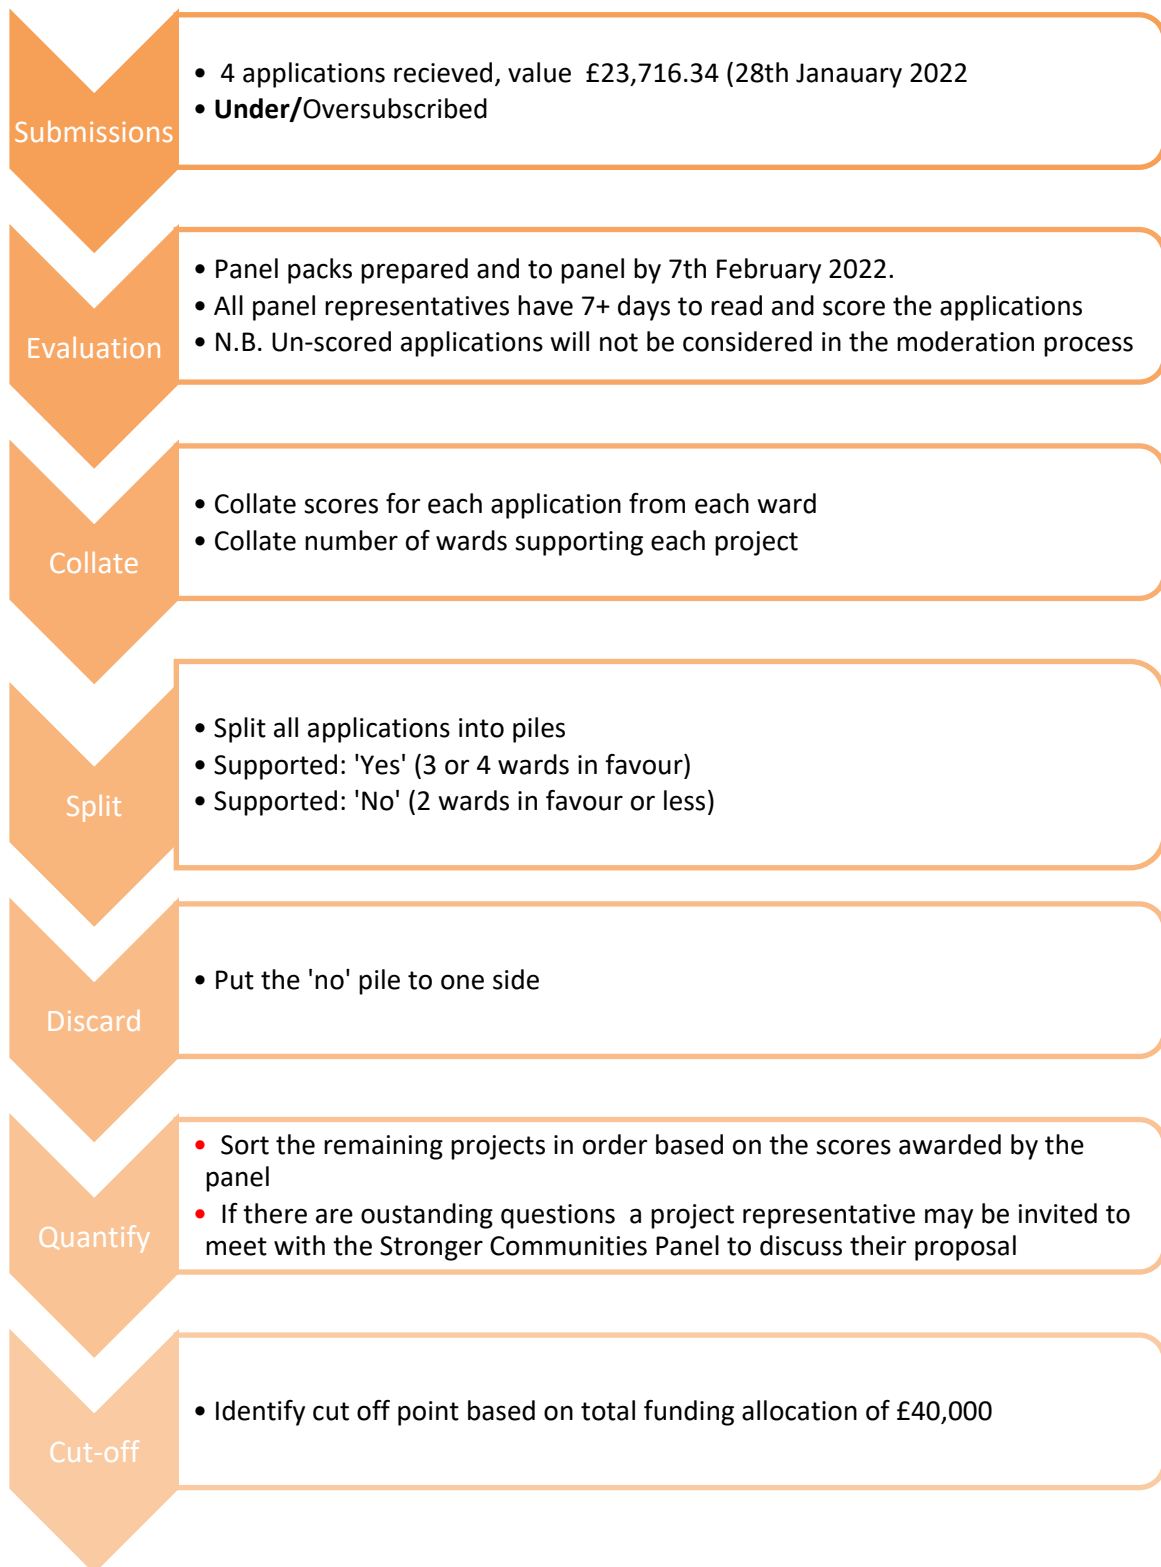 Submissions
• 4 applications recieved, value £23,716.34 (28th Janauary 2022
• Under/Oversubscribed
Evaluation
• Panel packs prepared and to panel by 7th February 2022.
• All panel representatives have 7+ days to read and score the applications
• N.B. Un-scored applications will not be considered in the moderation process
Collate
• Collate scores for each application from each ward
• Collate number of wards supporting each project
Split
• Split all applications into piles
• Supported: 'Yes' (3 or 4 wards in favour)
• Supported: 'No' (2 wards in favour or less)
Discard
• Put the 'no' pile to one side
Quantify
• Sort the remaining projects in order based on the scores awarded by the
panel
• If there are oustanding questions a project representative may be invited to
meet with the Stronger Communities Panel to discuss their proposal
Cut-off
• Identify cut off point based on total funding allocation of £40,000